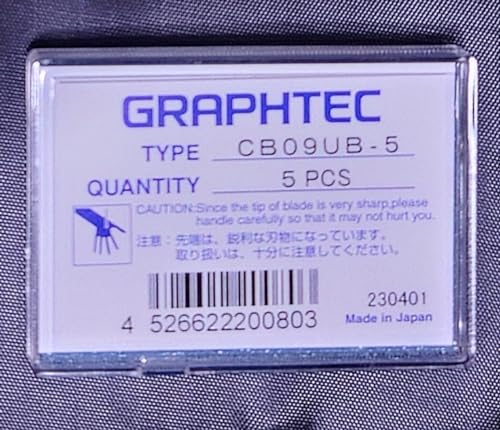 GRAPHTEC
TYPE CB09UB-5
QUANTITY 5 PCS
CAUTION:Since the tip of blade is very sharp,please
handle carefully so that it may not hurt you.
注意：先端は、鋭利な刃物になっています。
取り扱いは、十分に注意してください。
230401
4 526622200803
Made in Japan